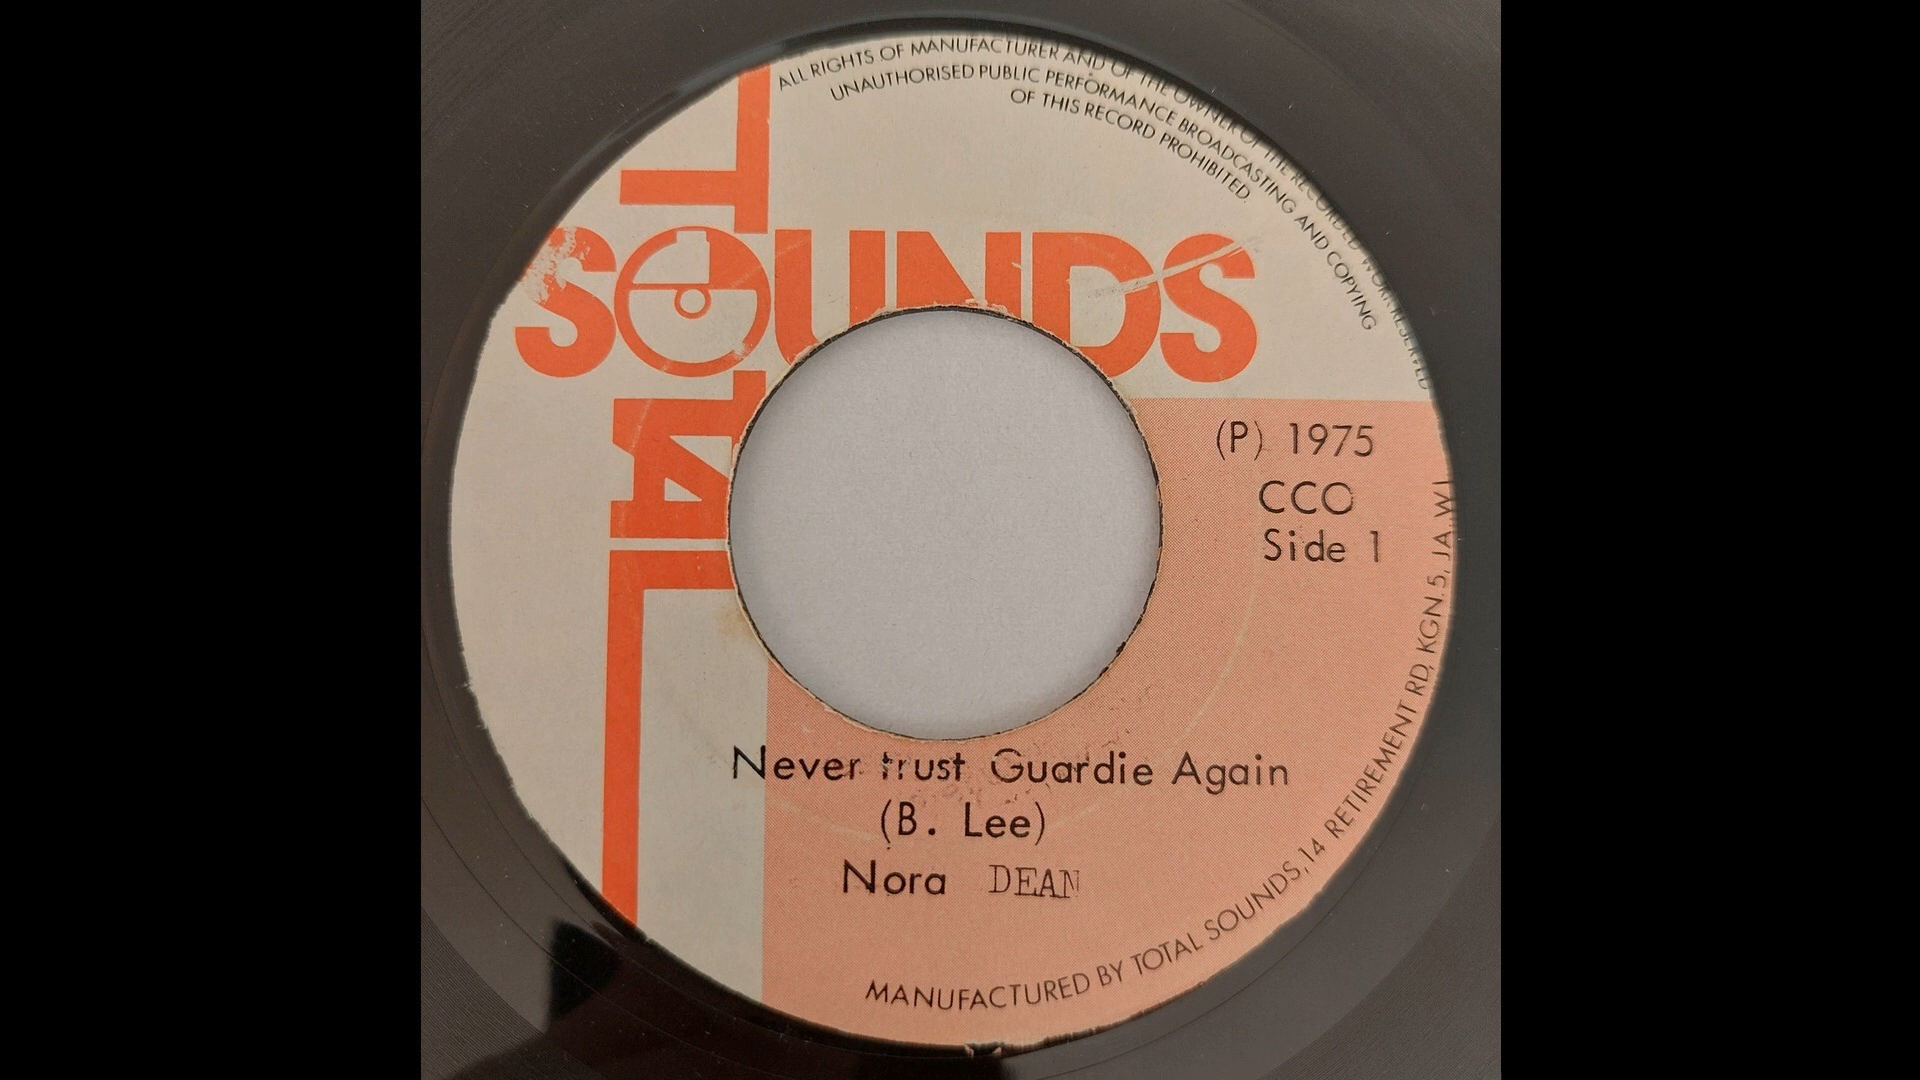 ALL RIGHTS OF MANUFACTURER AND OF THE OWNER OF THE RECORDED WORK RESERVED
UNAUTHORISED PUBLIC PERFORMANCE BROADCASTING AND COPYING
OF THIS RECORD PROHIBITED.
TOTAL
SOUNDS
(P) 1975
CCO
Side 1
Never trust Guardie Again
(B. Lee)
Nora DEAN
MANUFACTURED BY TOTAL SOUNDS, 14 RETIREMENT RD, KGN. 5, JA. W.I.